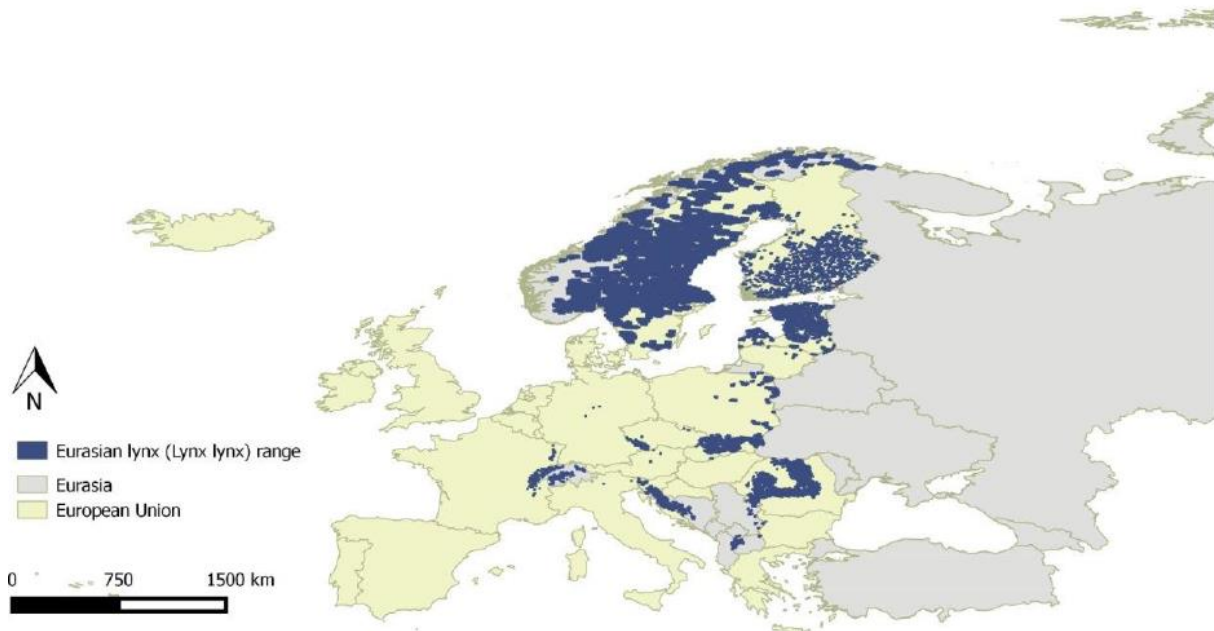 N
Eurasian lynx (Lynx lynx) range
Eurasia
European Union
0 750 1500 km